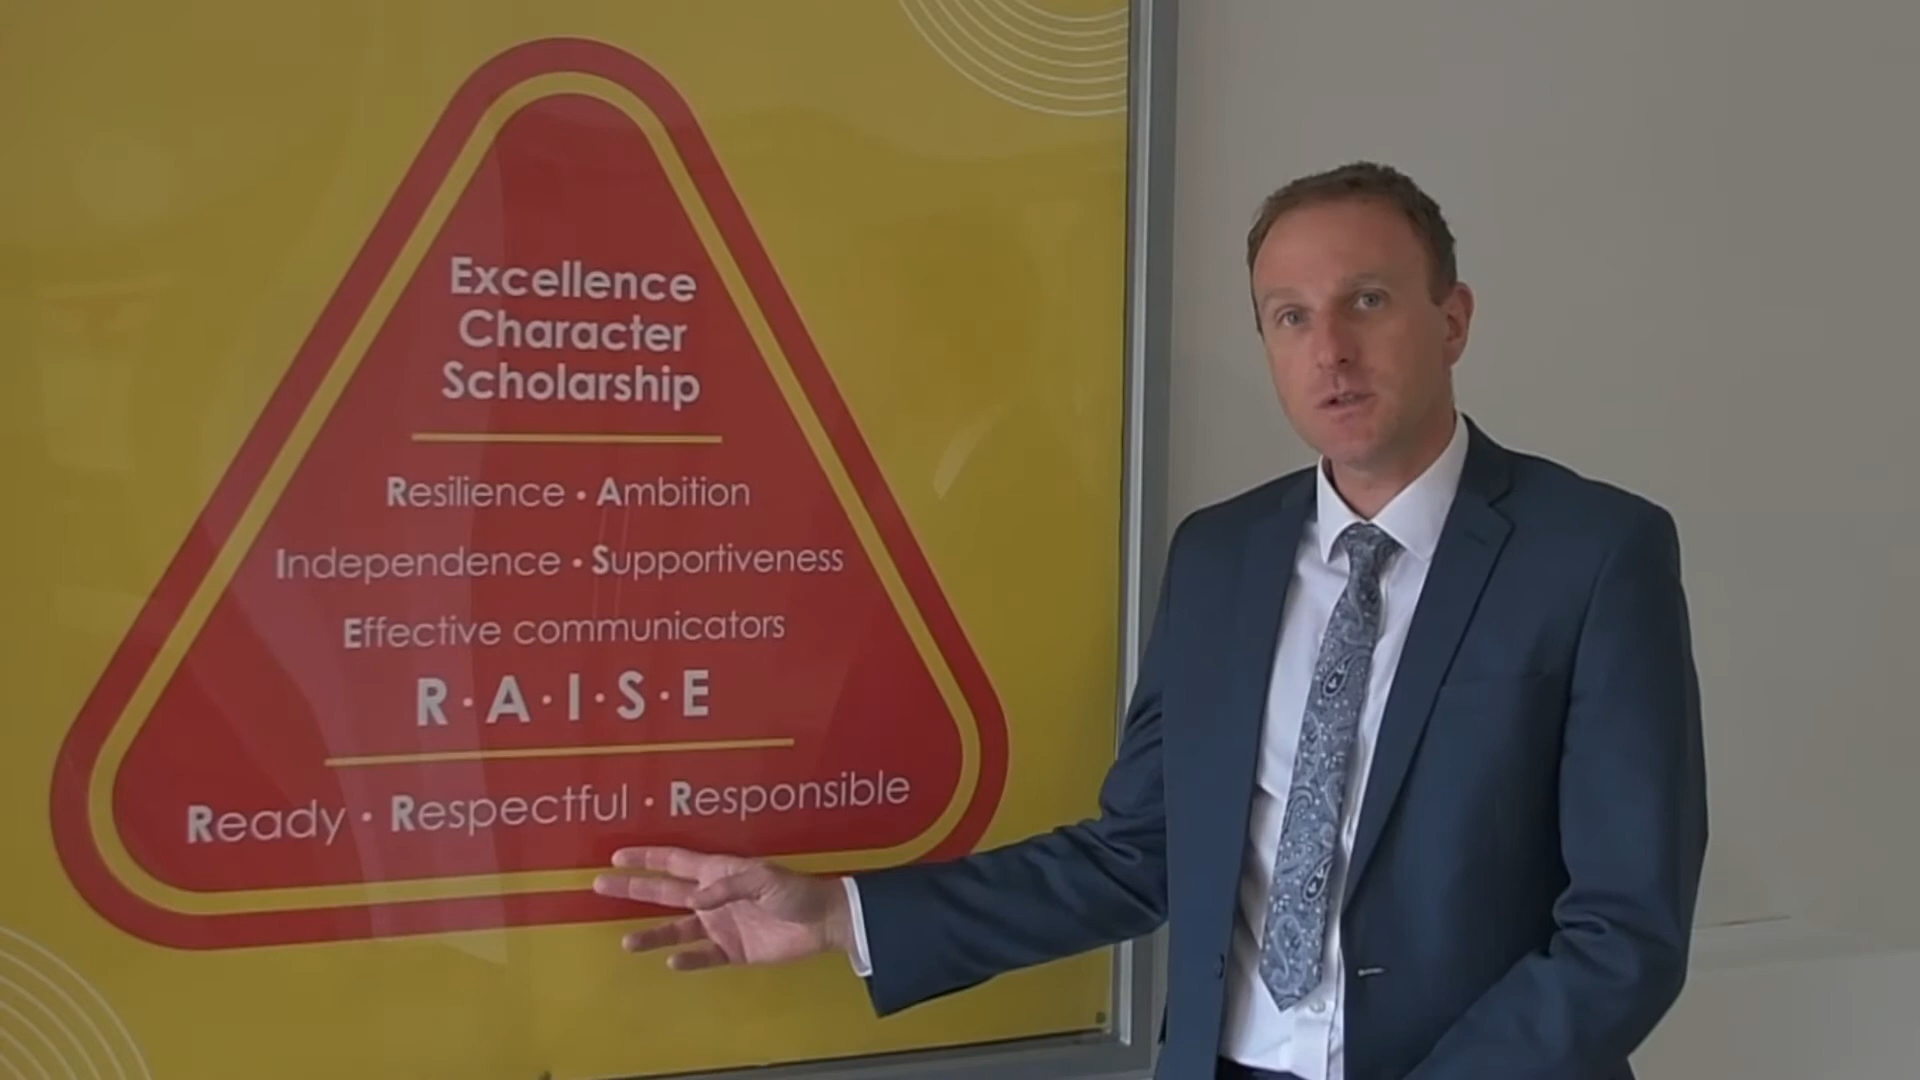 Excellence
Character
Scholarship
Resilience • Ambition
Independence • Supportiveness
Effective communicators
R·A·I·S·E
Ready • Respectful • Responsible